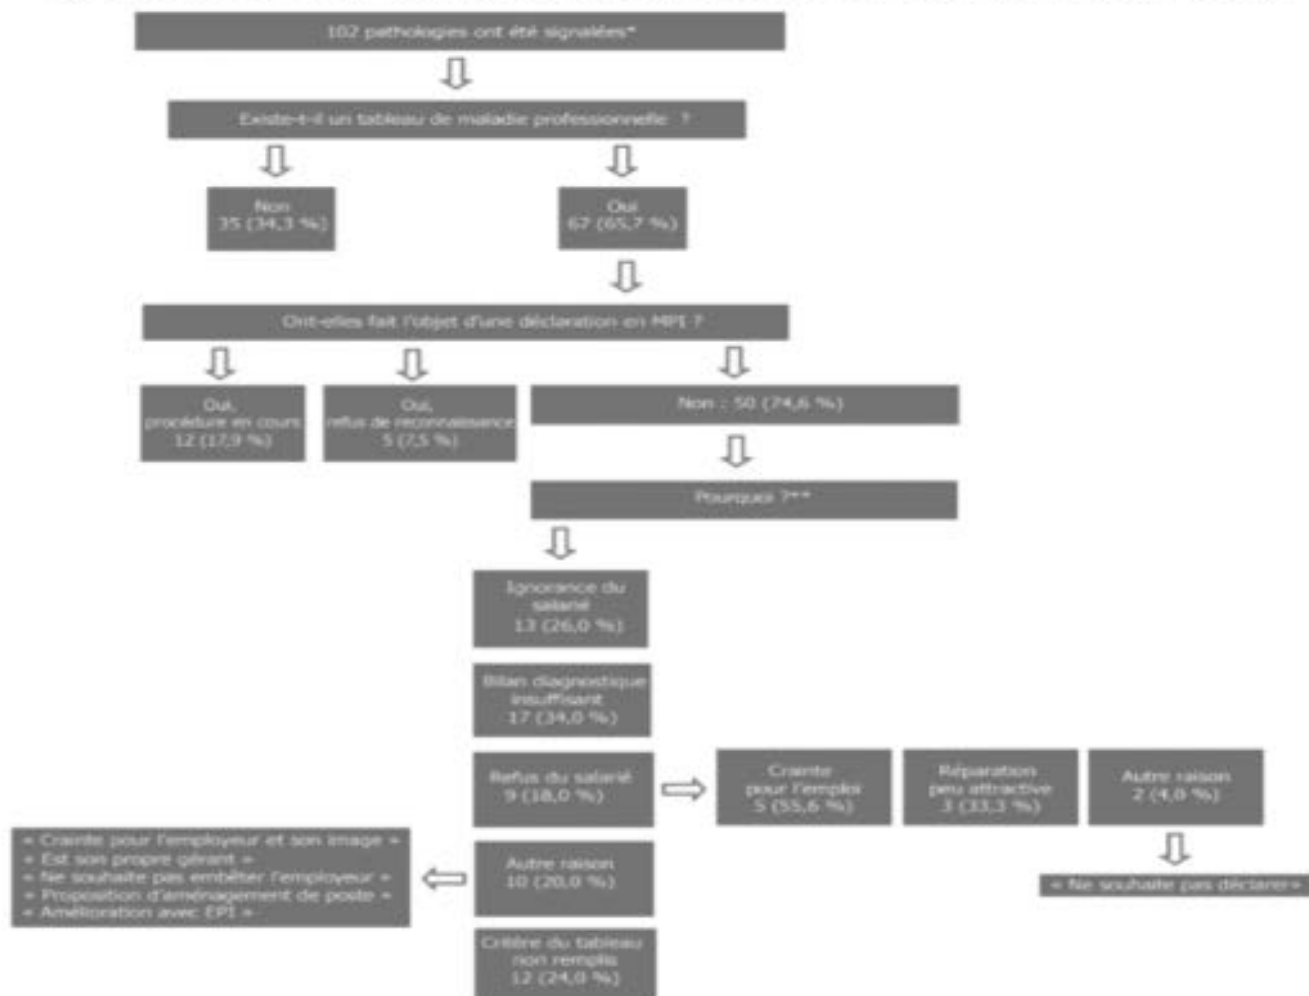 102 pathologies ont été signalées*
Existe-t-il un tableau de maladie professionnelle ?
Non
35 (34,3 %)
Oui
67 (65,7 %)
Ont-elles fait l'objet d'une déclaration en MPI ?
Oui,
procédure en cours
12 (17,9 %)
Oui,
refus de reconnaissance
5 (7,5 %)
Non : 50 (74,6 %)
Pourquoi ?**
Ignorance du
salarié
13 (26,0 %)
Bilan diagnostique
insuffisant
17 (34,0 %)
Refus du salarié
9 (18,0 %)
Crainte
pour l'emploi
5 (55,6 %)
Réparation
peu attractive
3 (33,3 %)
Autre raison
2 (4,0 %)
« Ne souhaite pas déclarer»
Autre raison
10 (20,0 %)
« Crainte pour l'employeur et son image »
« Est son propre gérant »
« Ne souhaite pas embêter l'employeur »
« Proposition d'aménagement de poste »
« Amélioration avec EPI »
Critère du tableau
non remplis
12 (24,0 %)